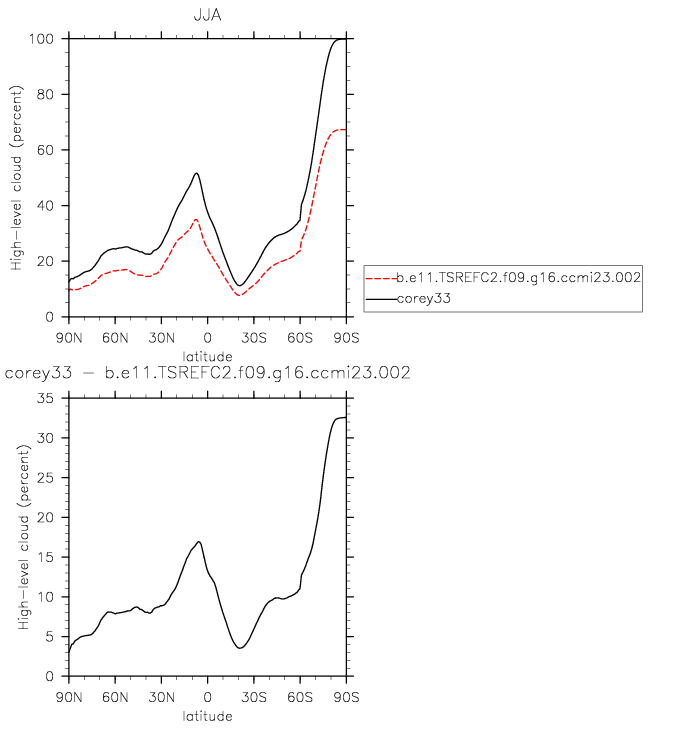 JJA
High-level cloud (percent)
100
80
60
40
20
0
90N 60N 30N 0 30S 60S 90S
latitude
b.e11.TSREFC2.f09.g16.ccmi23.002
corey33
corey33 - b.e11.TSREFC2.f09.g16.ccmi23.002
High-level cloud (percent)
35
30
25
20
15
10
5
0
90N 60N 30N 0 30S 60S 90S
latitude